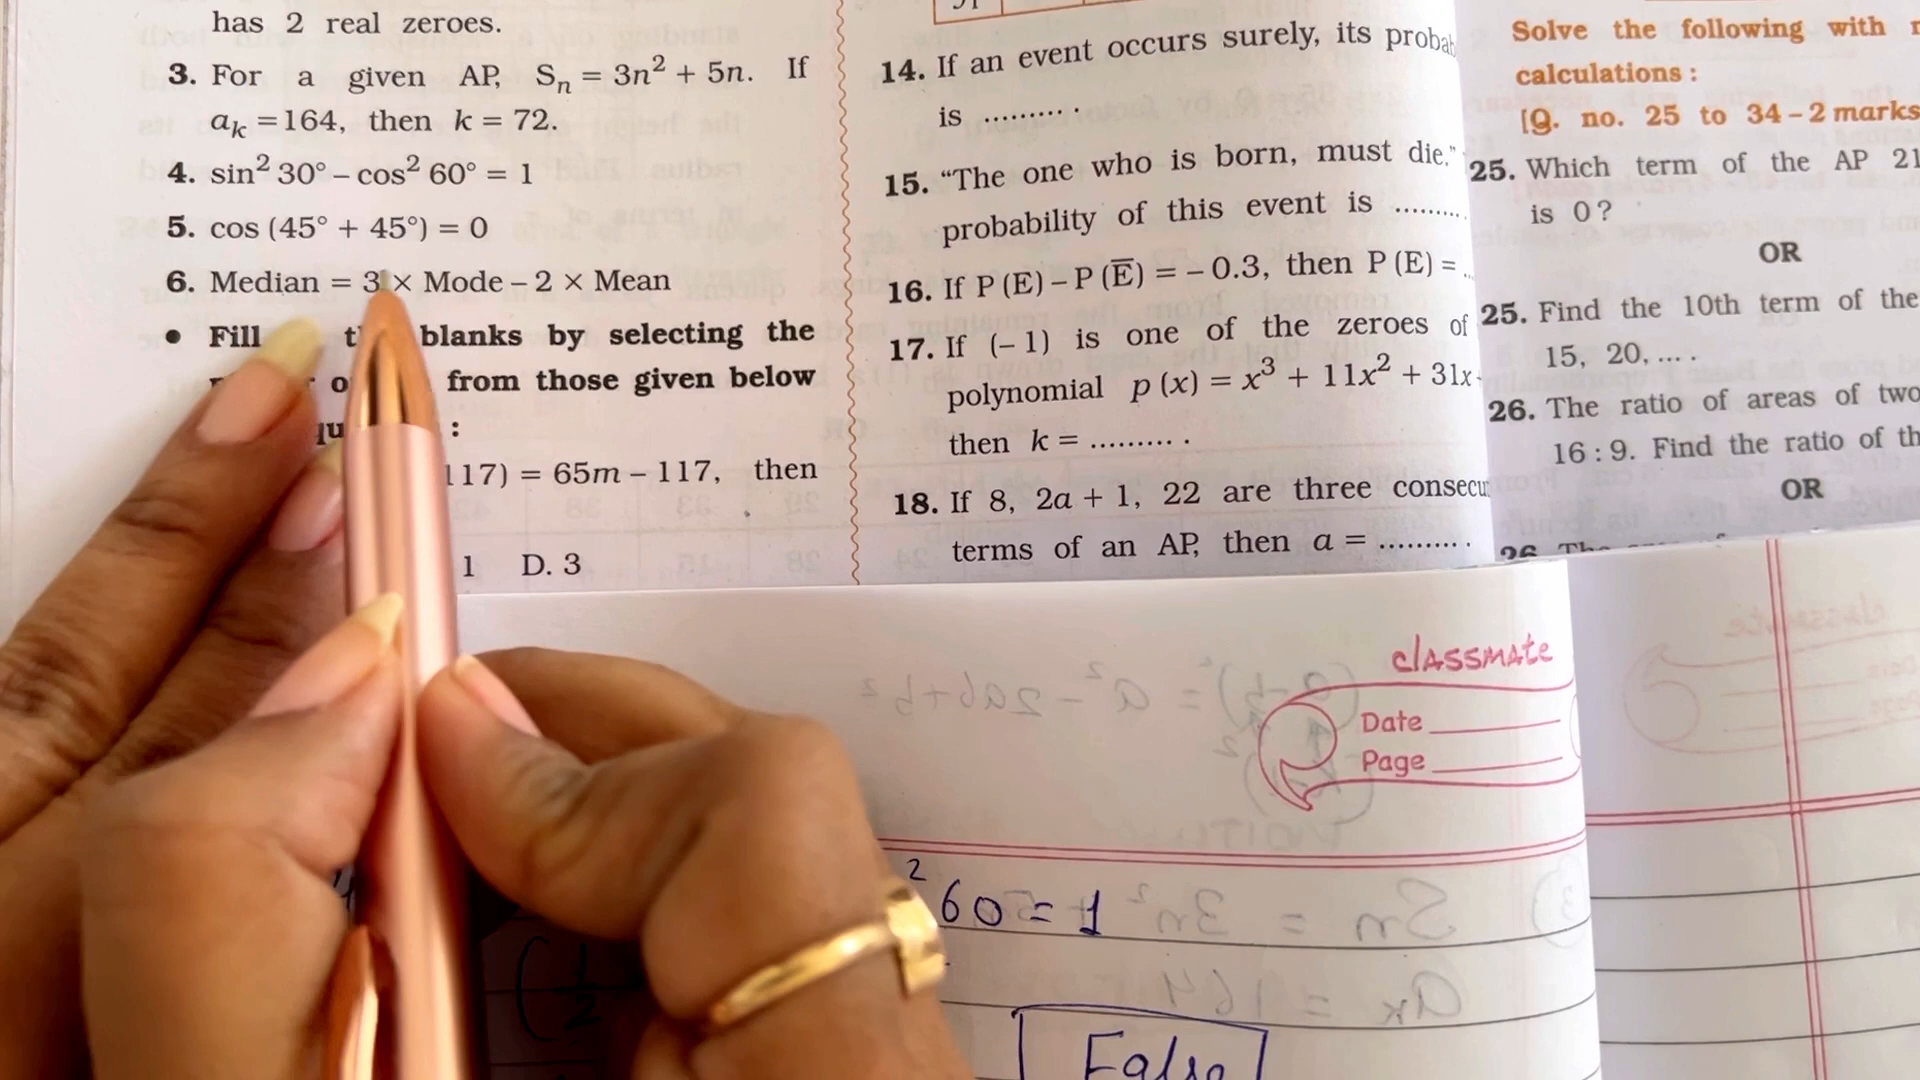 has 2 real zeroes.
3. For a given AP, Sₙ = 3n² + 5n. If
aₖ = 164, then k = 72.
4. sin² 30° – cos² 60° = 1
5. cos (45° + 45°) = 0
6. Median = 3 × Mode – 2 × Mean
• Fill blanks by selecting the
from those given below
:
117) = 65m – 117, then
1 D. 3
14. If an event occurs surely, its
is ......... .
15. “The one who is born, must die.”
probability of this event is .........
16. If P (E) – P (E̅) = – 0.3, then P (E) = ..
17. If (– 1) is one of the zeroes of
polynomial p (x) = x³ + 11x² + 31x
then k = ......... .
18. If 8, 2a + 1, 22 are three
terms of an AP, then a = ......... .
Solve the following with
calculations :
[Q. no. 25 to 34 – 2 marks
25. Which term of the AP 21
is 0 ?
OR
25. Find the 10th term of the
15, 20, ... .
26. The ratio of areas of two
16 : 9. Find the ratio of
OR
26. The
classmate
Date
Page
² 60 = 1
False